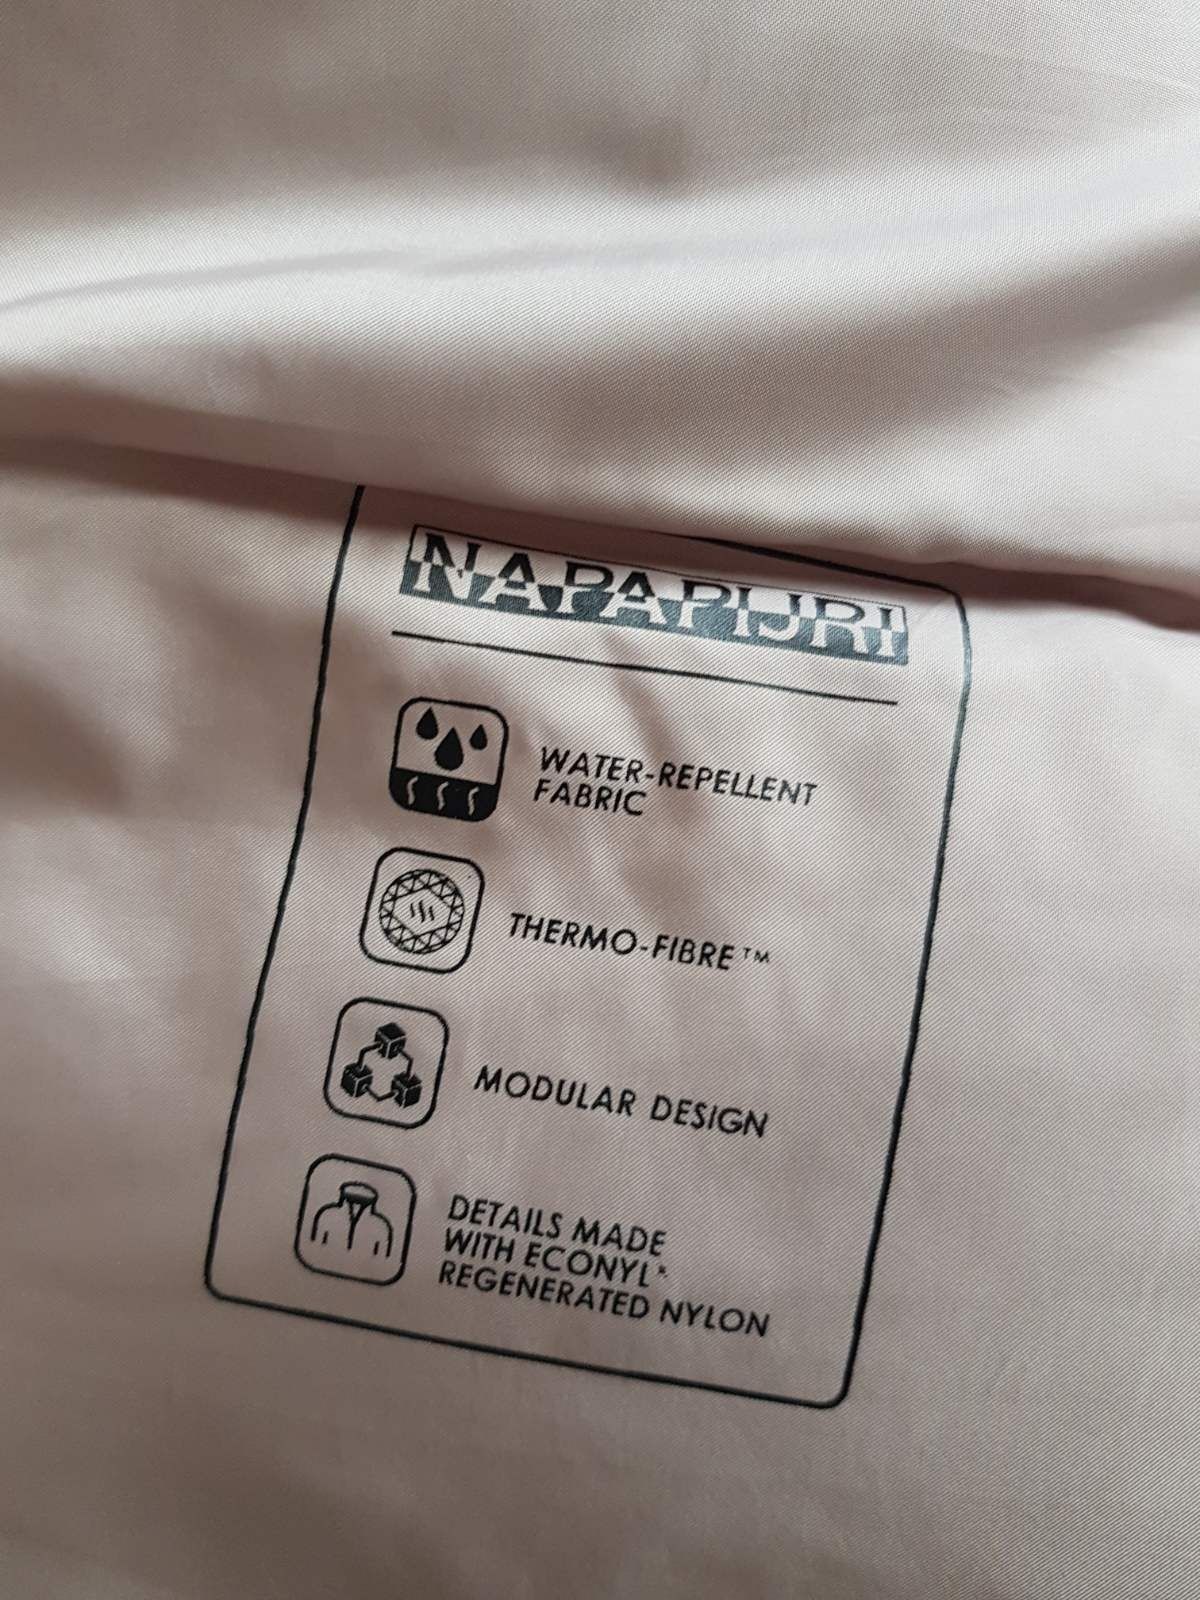 NAPAPIJRI
WATER-REPELLENT
FABRIC
THERMO-FIBRE™
MODULAR DESIGN
DETAILS MADE
WITH ECONYL®
REGENERATED NYLON